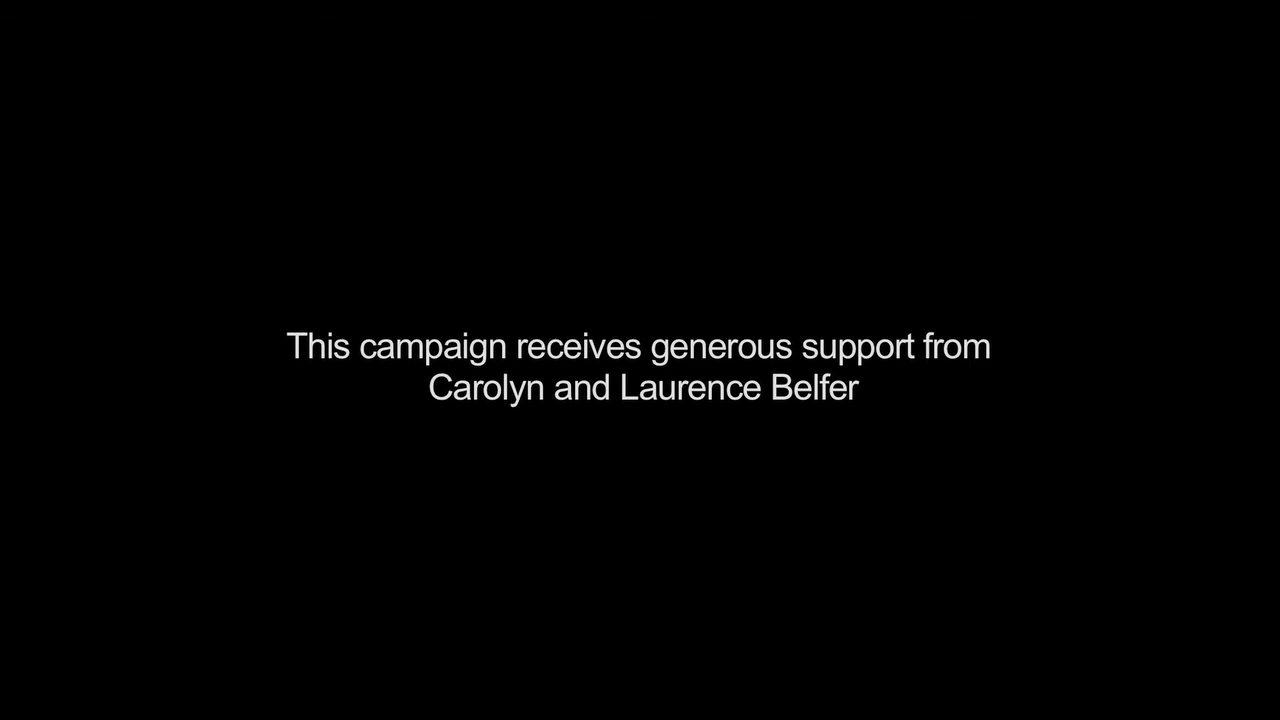 This campaign receives generous support from
Carolyn and Laurence Belfer